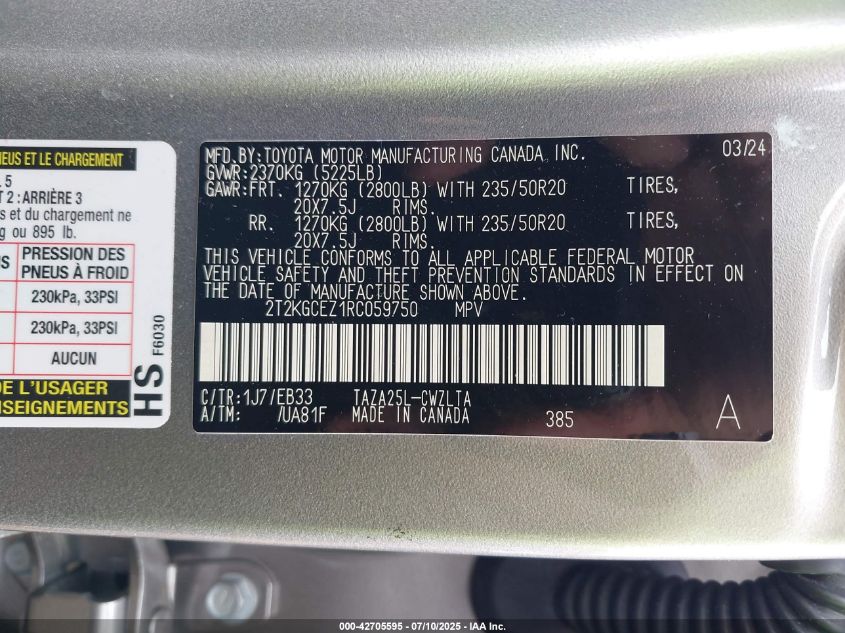 NEUS ET LE CHARGEMENT
L 5
T 2 : ARRIÈRE 3
s et du chargement ne
g ou 895 lb.
PRESSION DES
PNEUS À FROID
230kPa, 33PSI
230kPa, 33PSI
AUCUN
DE L'USAGER
NSEIGNEMENTS
HS F6030
MFD.BY:TOYOTA MOTOR MANUFACTURING CANADA INC. 03/24
GVWR:2370KG (5225LB)
GAWR:FRT. 1270KG (2800LB) WITH 235/50R20 TIRES,
20X7.5J RIMS.
RR. 1270KG (2800LB) WITH 235/50R20 TIRES,
20X7.5J RIMS.
THIS VEHICLE CONFORMS TO ALL APPLICABLE FEDERAL MOTOR
VEHICLE SAFETY AND THEFT PREVENTION STANDARDS IN EFFECT ON
THE DATE OF MANUFACTURE SHOWN ABOVE.
2T2KGCEZ1RC059750 MPV
C/TR:1J7/EB33 TAZA25L-CWZLTA
A/TM: /UA81F MADE IN CANADA 385 A
000-42705595 - 07/10/2025 - IAA, Inc.